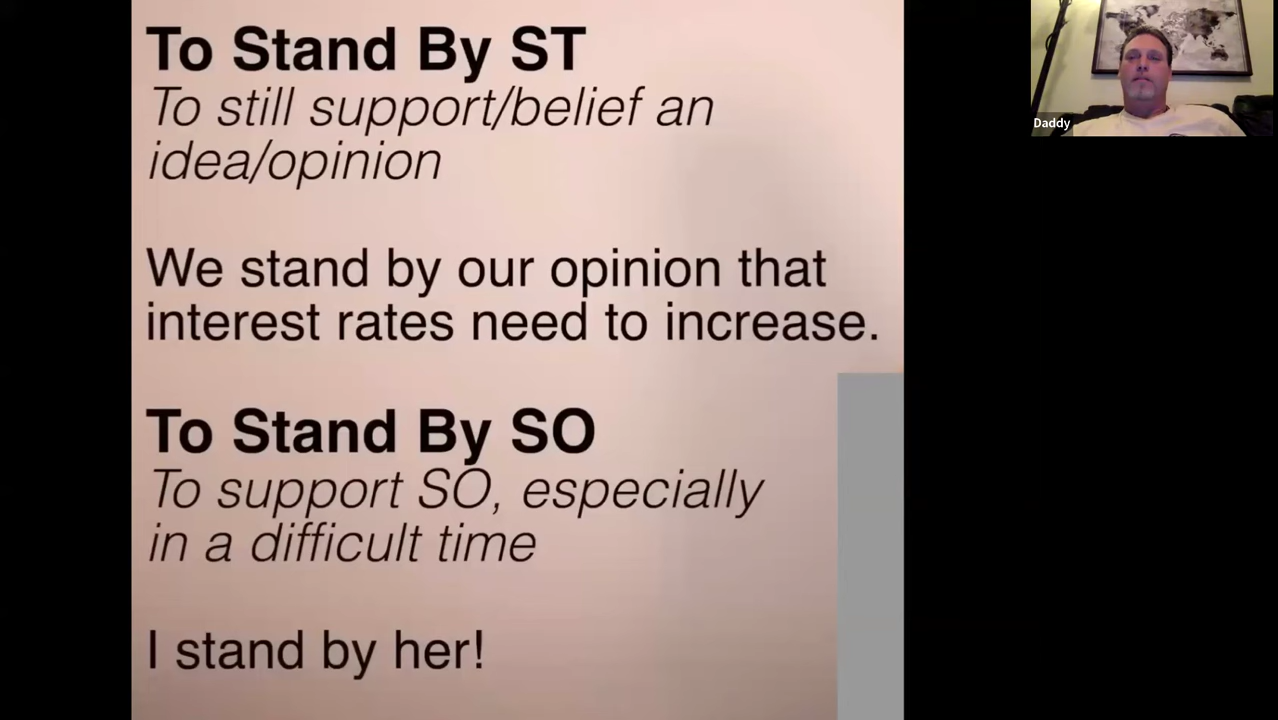 To Stand By ST
To still support/belief an
idea/opinion
We stand by our opinion that
interest rates need to increase.
To Stand By SO
To support SO, especially
in a difficult time
I stand by her!
Daddy